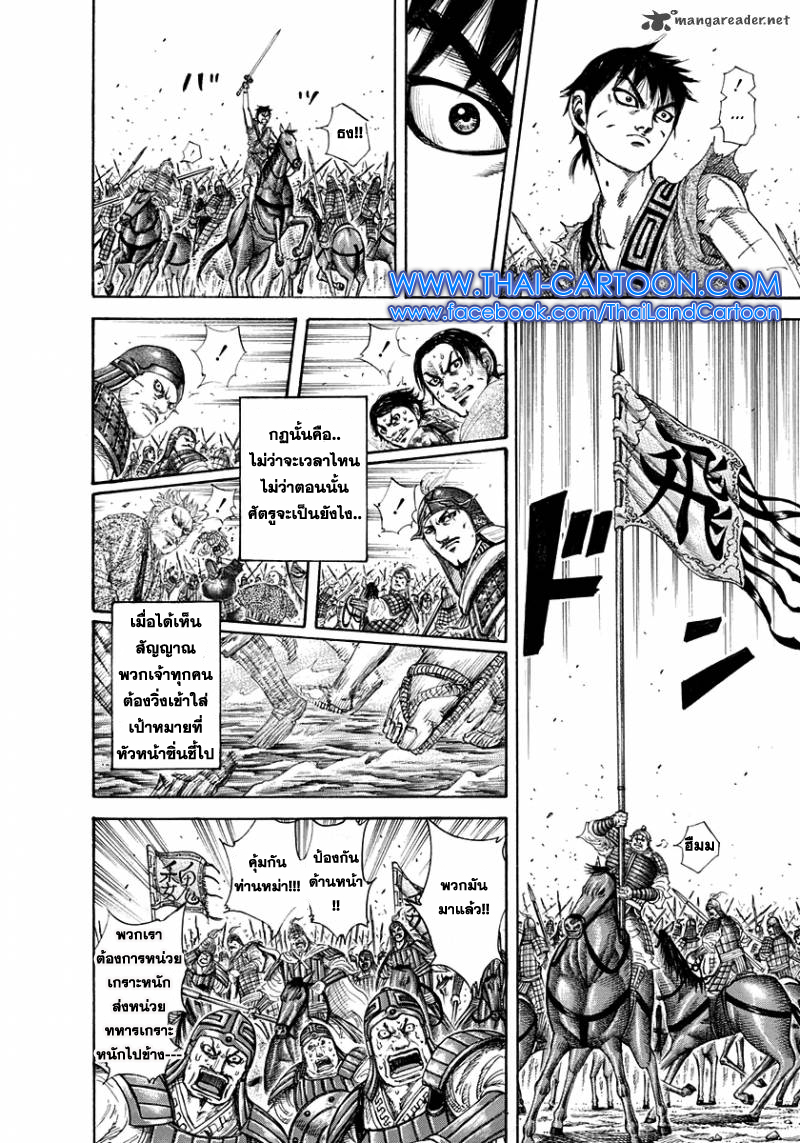 mangareader.net
!
...
ธง!!
バッ
WWW.THAI-CARTOON.COM
www.facebook.com/ThaiLandCartoon
飛
ドン
ฮึมม
!
!
!
กฏนั้นคือ..
ไม่ว่าจะเวลาไหน
ไม่ว่าตอนนั้น
ศัตรูจะเป็นยังไง..
!
!
!
เมื่อได้เห็น
สัญญาณ
พวกเจ้าทุกคน
ต้องวิ่งเข้าใส่
เป้าหมายที่
หัวหน้าชิ่นชี้ไป
พวกมัน
มาแล้ว!!
ป้องกัน
ด้านหน้า
!!
คุ้มกัน
ท่านหม่า!!!
魏
พวกเรา
ต้องการหน่วย
เกราะหนัก
ส่งหน่วย
ทหารเกราะ
หนักไปข้าง---